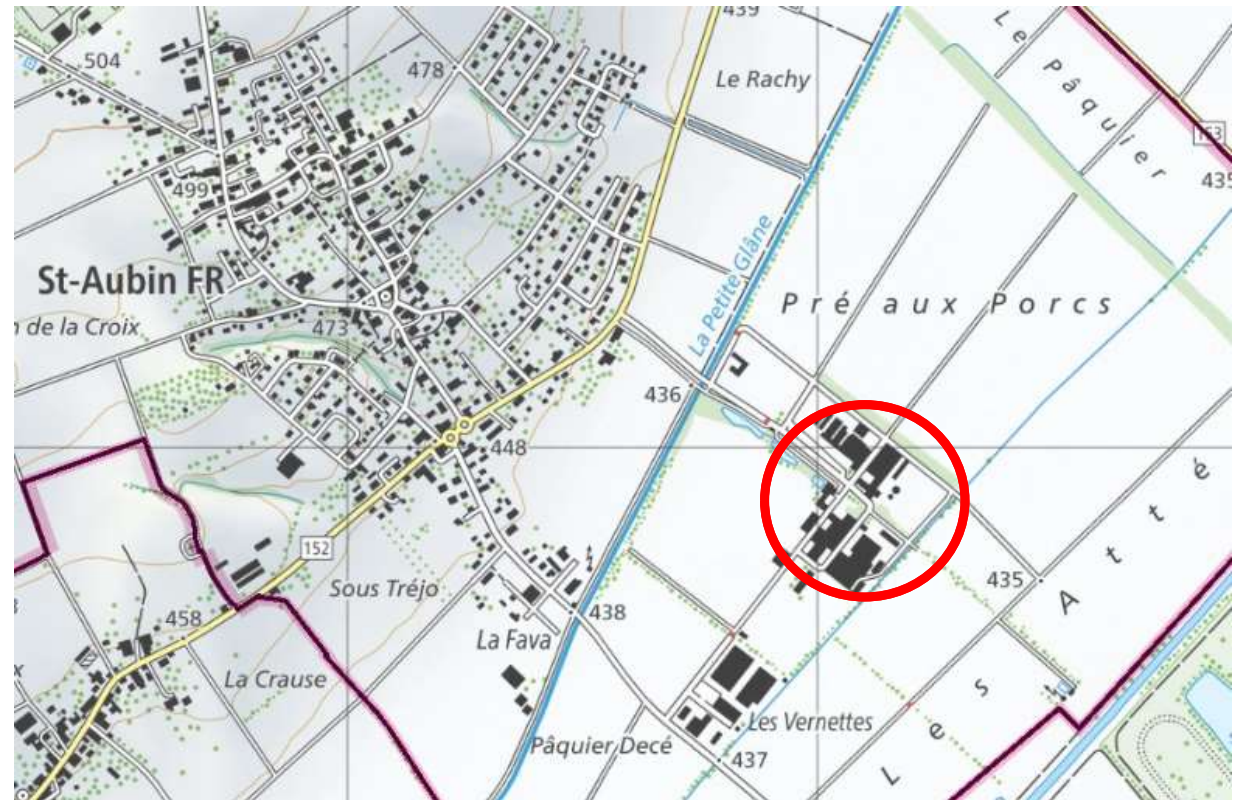 439
Le Pâquier
504
478
Le Rachy
153
435
499
La Petite Glâne
St-Aubin FR
Pré aux Porcs
de la Croix
473
436
448
Les Atté
152
435
Sous Tréjo
458
438
La Fava
La Crause
Les Vernettes
Pâquier Decé
437